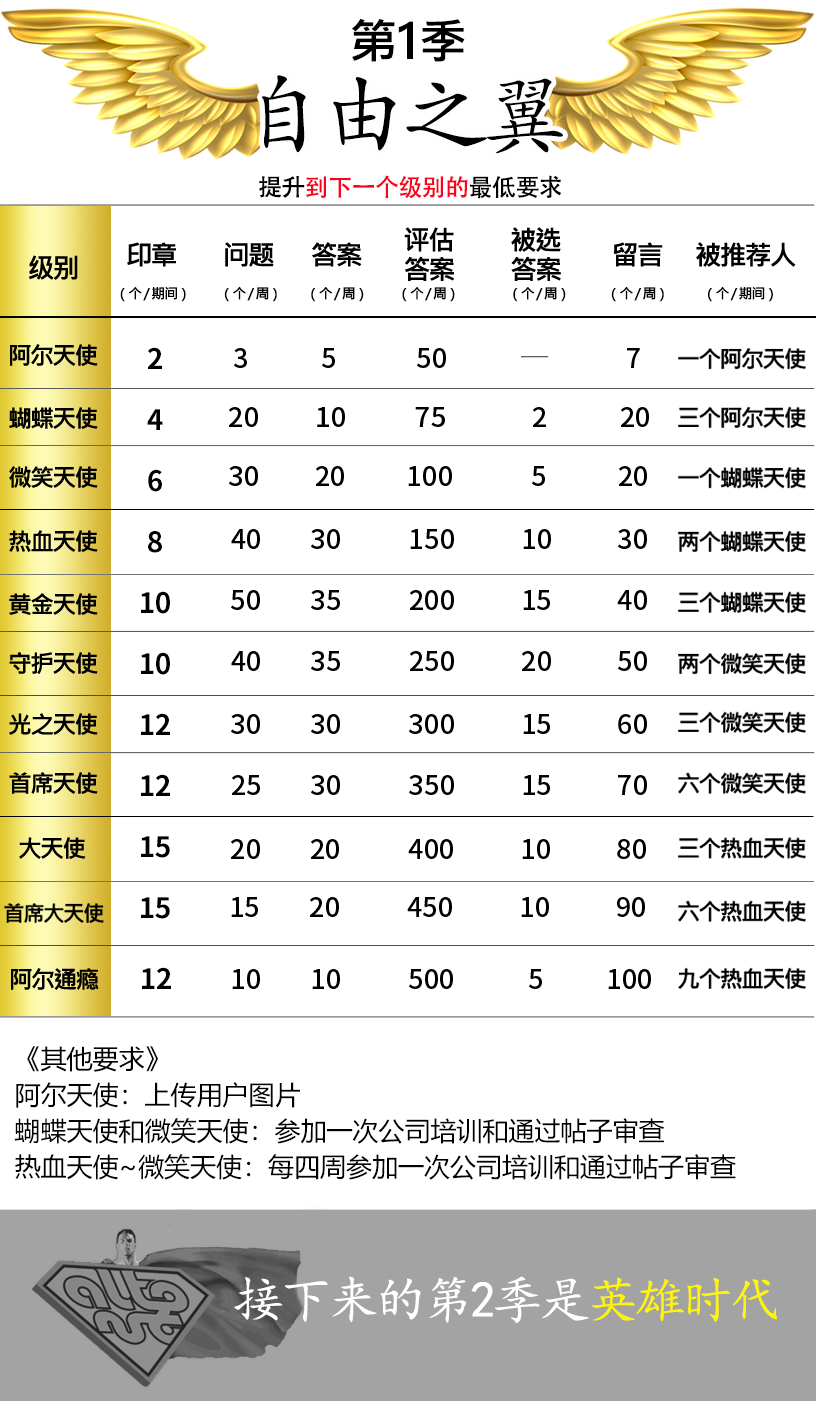 第1季
自由之翼
提升到下一个级别的最低要求
级别 印章 问题 答案 评估答案 被选答案 留言 被推荐人
(个/期间) (个/周) (个/周) (个/周) (个/周) (个/周) (个/期间)
阿尔天使 2 3 5 50 — 7 一个阿尔天使
蝴蝶天使 4 20 10 75 2 20 三个阿尔天使
微笑天使 6 30 20 100 5 20 一个蝴蝶天使
热血天使 8 40 30 150 10 30 两个蝴蝶天使
黄金天使 10 50 35 200 15 40 三个蝴蝶天使
守护天使 10 40 35 250 20 50 两个微笑天使
光之天使 12 30 30 300 15 60 三个微笑天使
首席天使 12 25 30 350 15 70 六个微笑天使
大天使 15 20 20 400 10 80 三个热血天使
首席大天使 15 15 20 450 10 90 六个热血天使
阿尔通瘾 12 10 10 500 5 100 九个热血天使
《其他要求》
阿尔天使：上传用户图片
蝴蝶天使和微笑天使：参加一次公司培训和通过帖子审查
热血天使~微笑天使：每四周参加一次公司培训和通过帖子审查
接下来的第2季是英雄时代